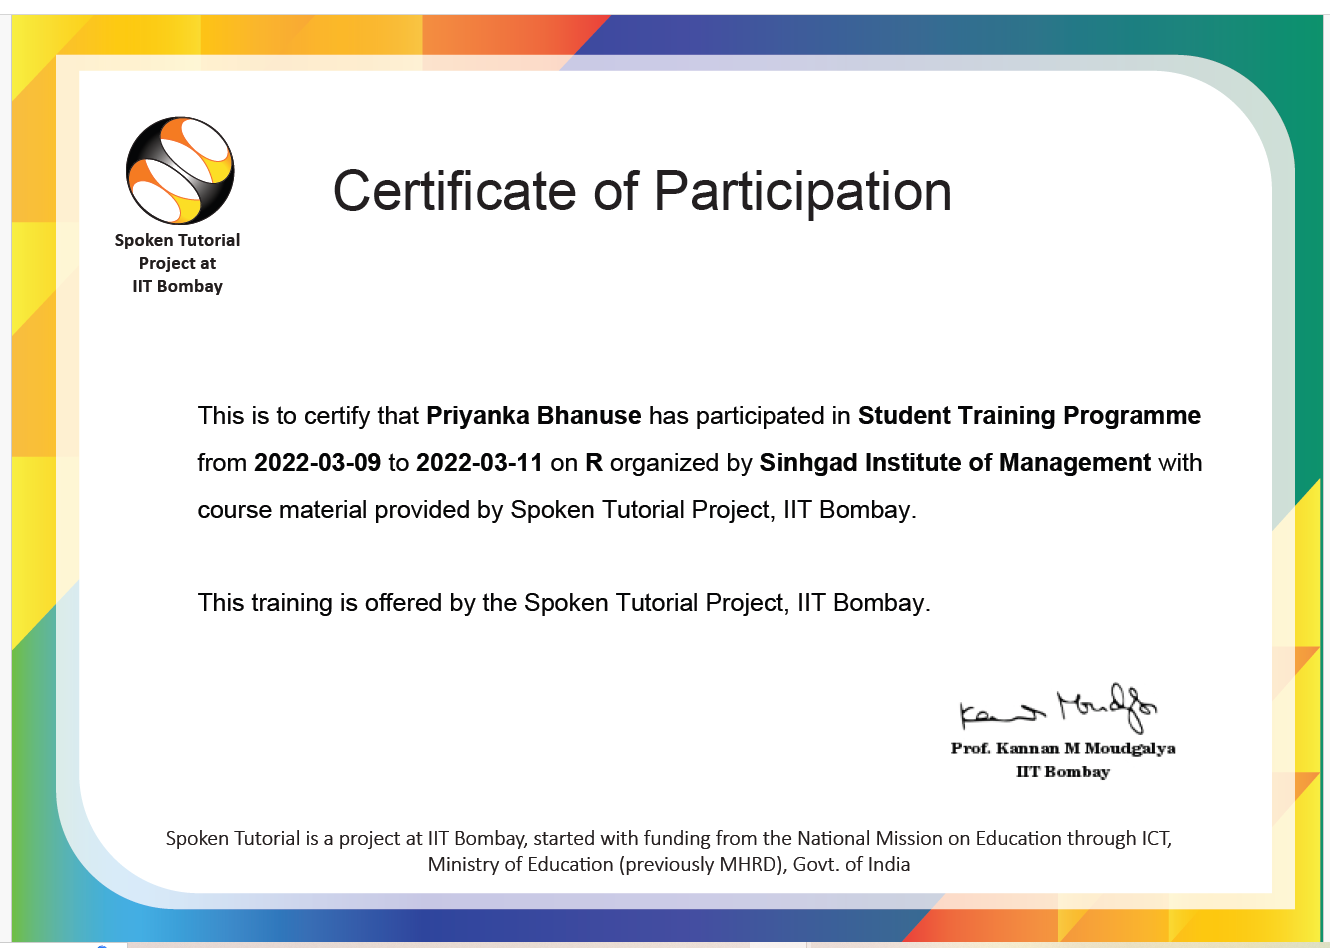 Certificate of Participation
Spoken Tutorial
Project at
IIT Bombay
This is to certify that Priyanka Bhanuse has participated in Student Training Programme
from 2022-03-09 to 2022-03-11 on R organized by Sinhgad Institute of Management with
course material provided by Spoken Tutorial Project, IIT Bombay.
This training is offered by the Spoken Tutorial Project, IIT Bombay.
Kannan Moudgalya
Prof. Kannan M Moudgalya
IIT Bombay
Spoken Tutorial is a project at IIT Bombay, started with funding from the National Mission on Education through ICT,
Ministry of Education (previously MHRD), Govt. of India